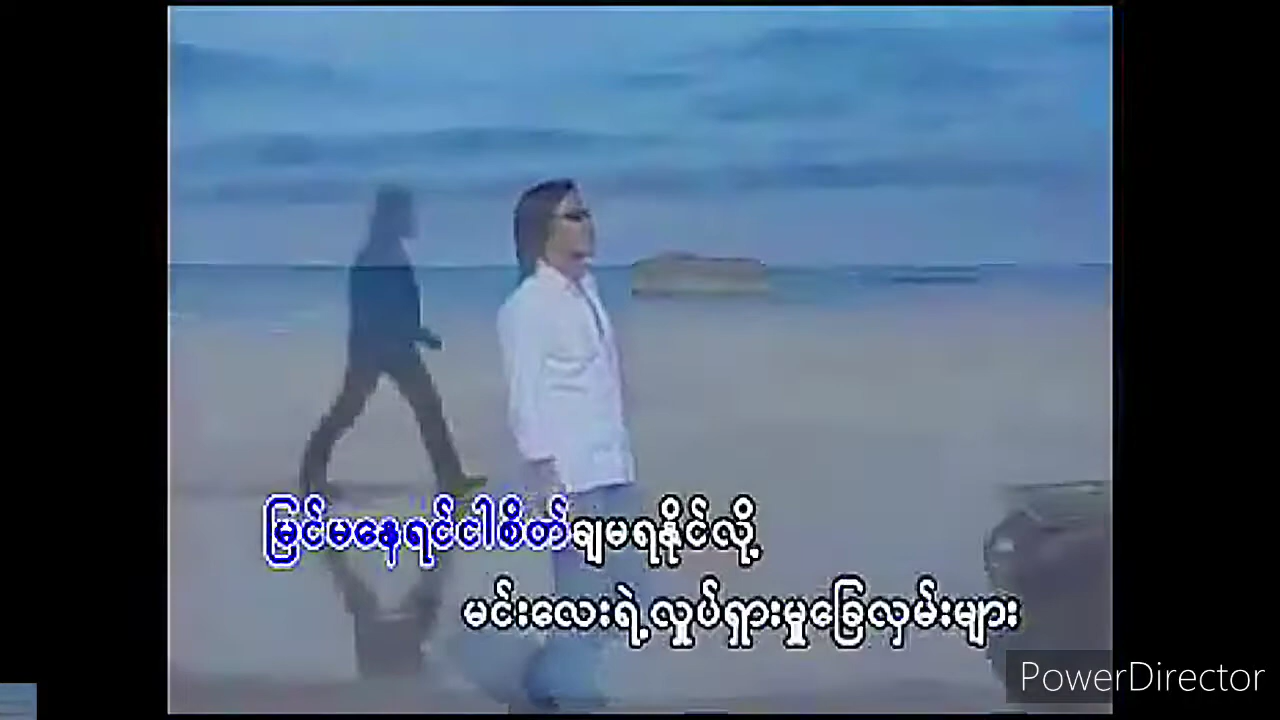 မြင်မနေရင်ငါစိတ်ချမရနိုင်လို့
မင်းလေးရဲ့လှုပ်ရှားမှုခြေလှမ်းများ
PowerDirector